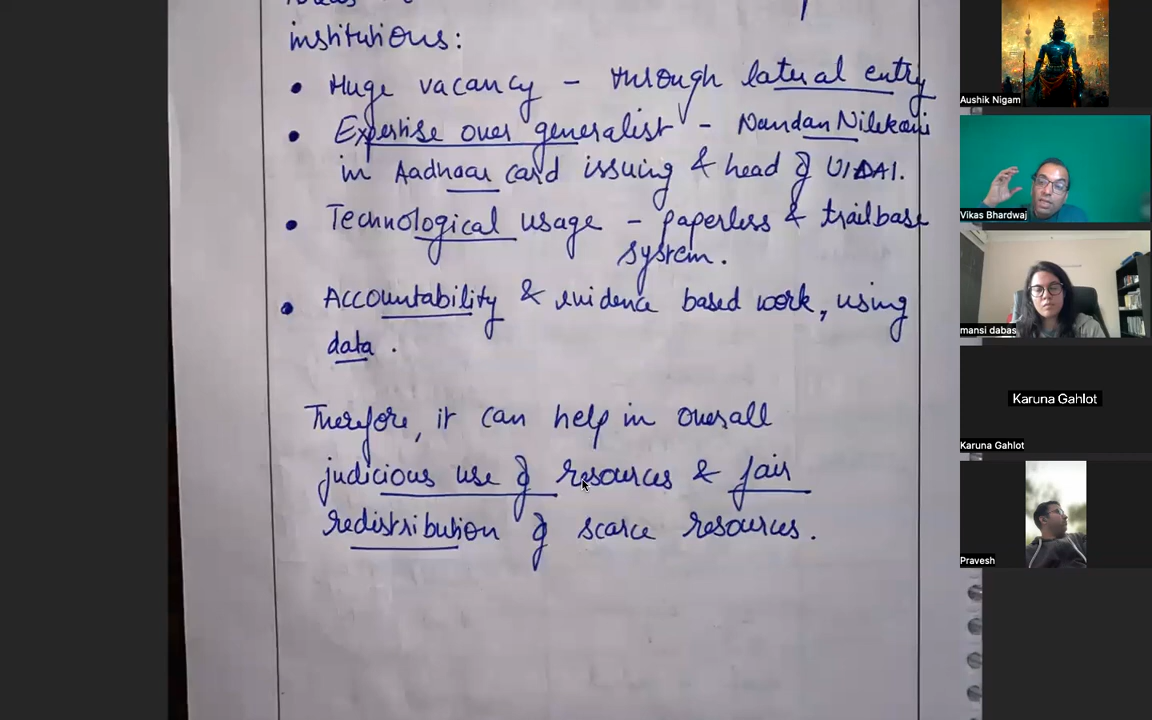 institutions:
• Huge vacancy - through lateral entry
• Expertise over generalist - Nandan Nilekani
in Aadhaar card issuing & head of UIDAI.
• Technological usage - paperless & trailbase
system.
• Accountability & evidence based work, using
data.
Therefore, it can help in overall
judicious use of resources & fair
redistribution of scarce resources.
Aushik Nigam
Vikas Bhardwaj
mansi dabas
Karuna Gahlot
Karuna Gahlot
Pravesh